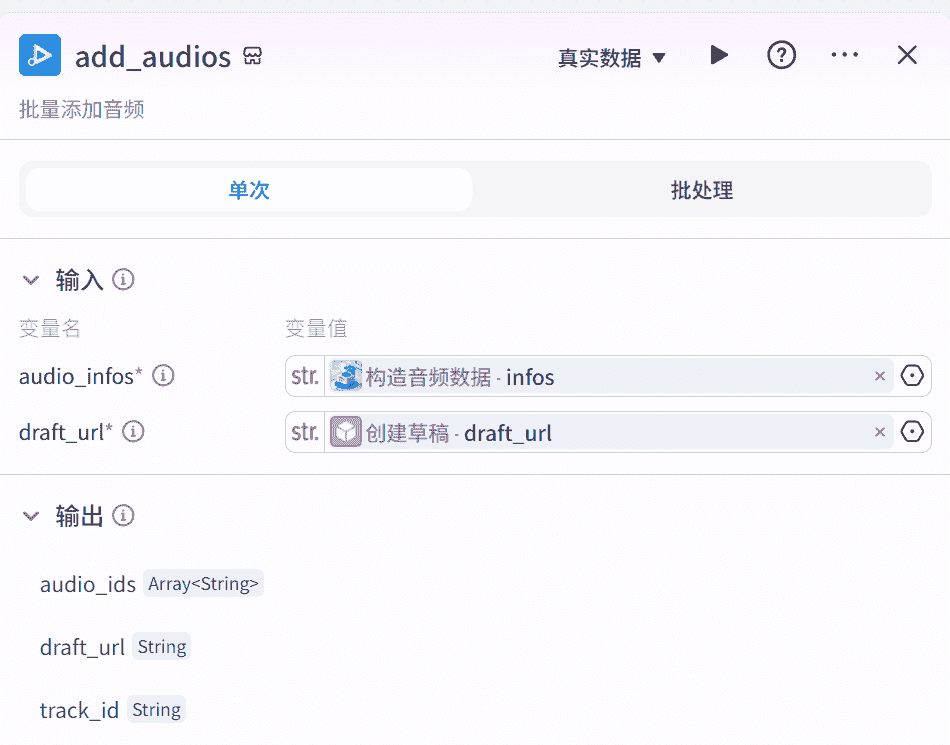 add_audios 真实数据
批量添加音频
单次 批处理
输入
变量名 变量值
audio_infos* str. 构造音频数据 - infos
draft_url* str. 创建草稿 - draft_url
输出
audio_ids Array<String>
draft_url String
track_id String